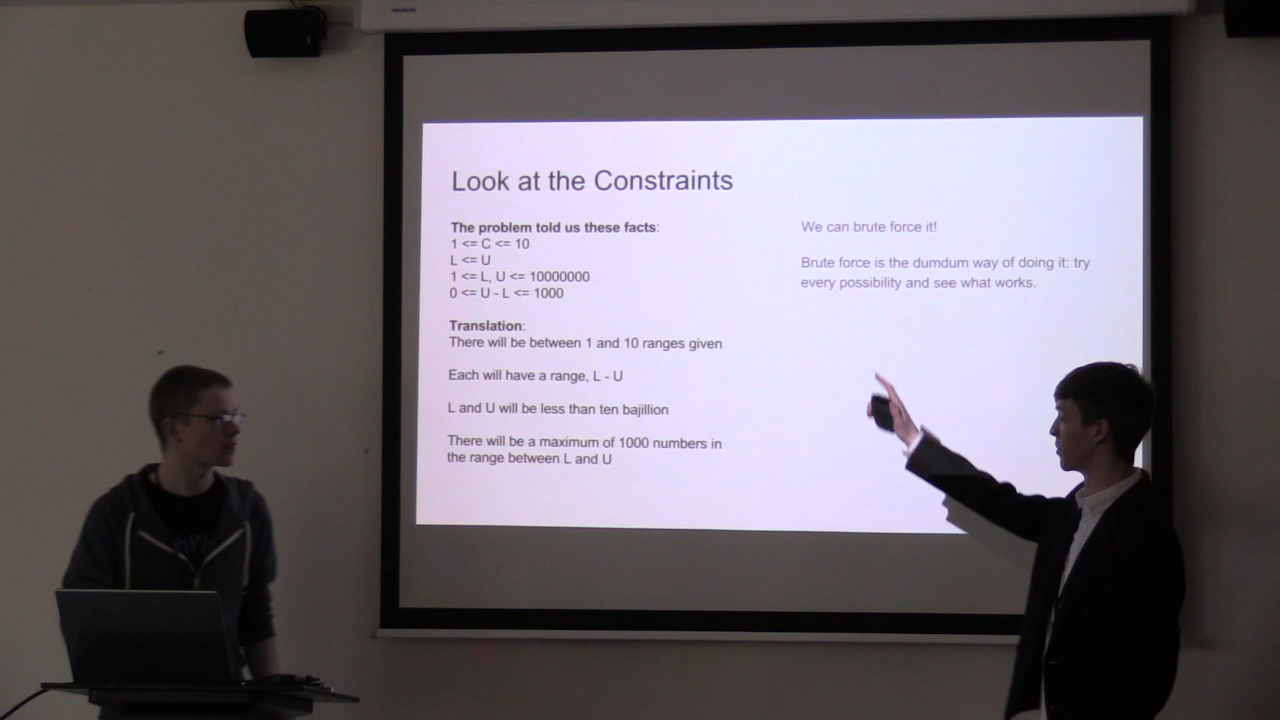 Look at the Constraints
The problem told us these facts:
1 <= C <= 10
L <= U
1 <= L, U <= 10000000
0 <= U - L <= 1000
Translation:
There will be between 1 and 10 ranges given
Each will have a range, L - U
L and U will be less than ten bajillion
There will be a maximum of 1000 numbers in
the range between L and U
We can brute force it!
Brute force is the dumdum way of doing it: try
every possibility and see what works.